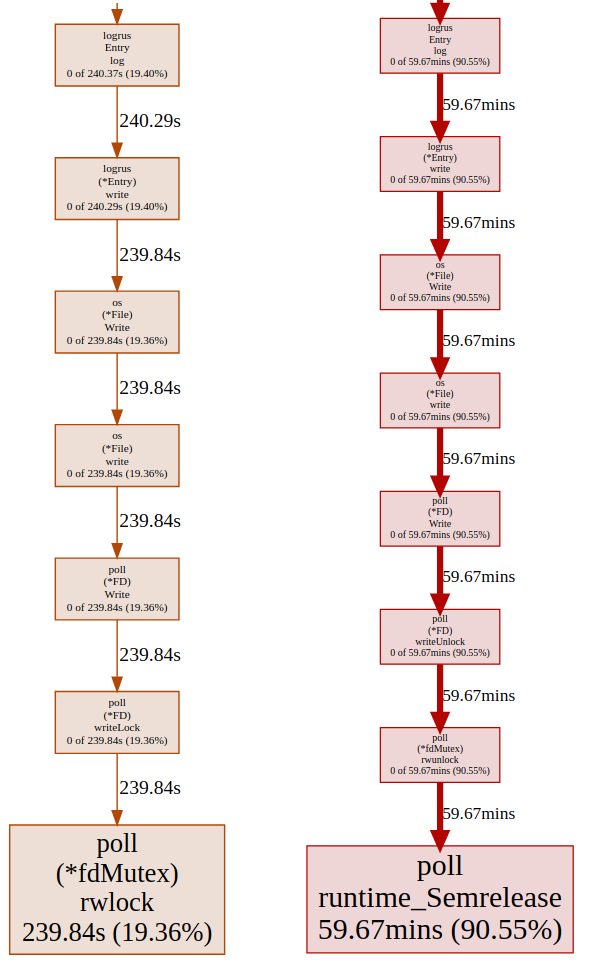 logrus
Entry
log
0 of 240.37s (19.40%)
240.29s
logrus
(*Entry)
write
0 of 240.29s (19.40%)
239.84s
os
(*File)
Write
0 of 239.84s (19.36%)
239.84s
os
(*File)
write
0 of 239.84s (19.36%)
239.84s
poll
(*FD)
Write
0 of 239.84s (19.36%)
239.84s
poll
(*FD)
writeLock
0 of 239.84s (19.36%)
239.84s
poll
(*fdMutex)
rwlock
239.84s (19.36%)
logrus
Entry
log
0 of 59.67mins (90.55%)
59.67mins
logrus
(*Entry)
write
0 of 59.67mins (90.55%)
59.67mins
os
(*File)
Write
0 of 59.67mins (90.55%)
59.67mins
os
(*File)
write
0 of 59.67mins (90.55%)
59.67mins
poll
(*FD)
Write
0 of 59.67mins (90.55%)
59.67mins
poll
(*FD)
writeUnlock
0 of 59.67mins (90.55%)
59.67mins
poll
(*fdMutex)
rwunlock
0 of 59.67mins (90.55%)
59.67mins
poll
runtime_Semrelease
59.67mins (90.55%)